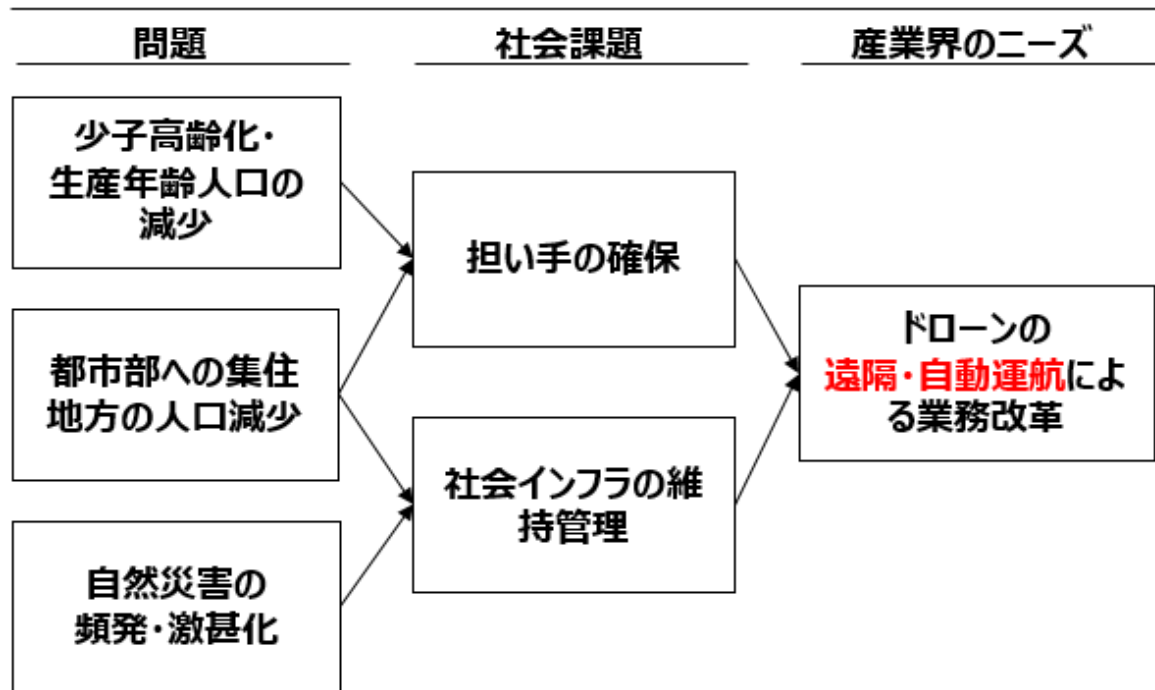 問題
社会課題
産業界のニーズ
少子高齢化・
生産年齢人口の
減少
都市部への集住
地方の人口減少
自然災害の
頻発・激甚化
担い手の確保
社会インフラの維
持管理
ドローンの
遠隔・自動運航によ
る業務改革